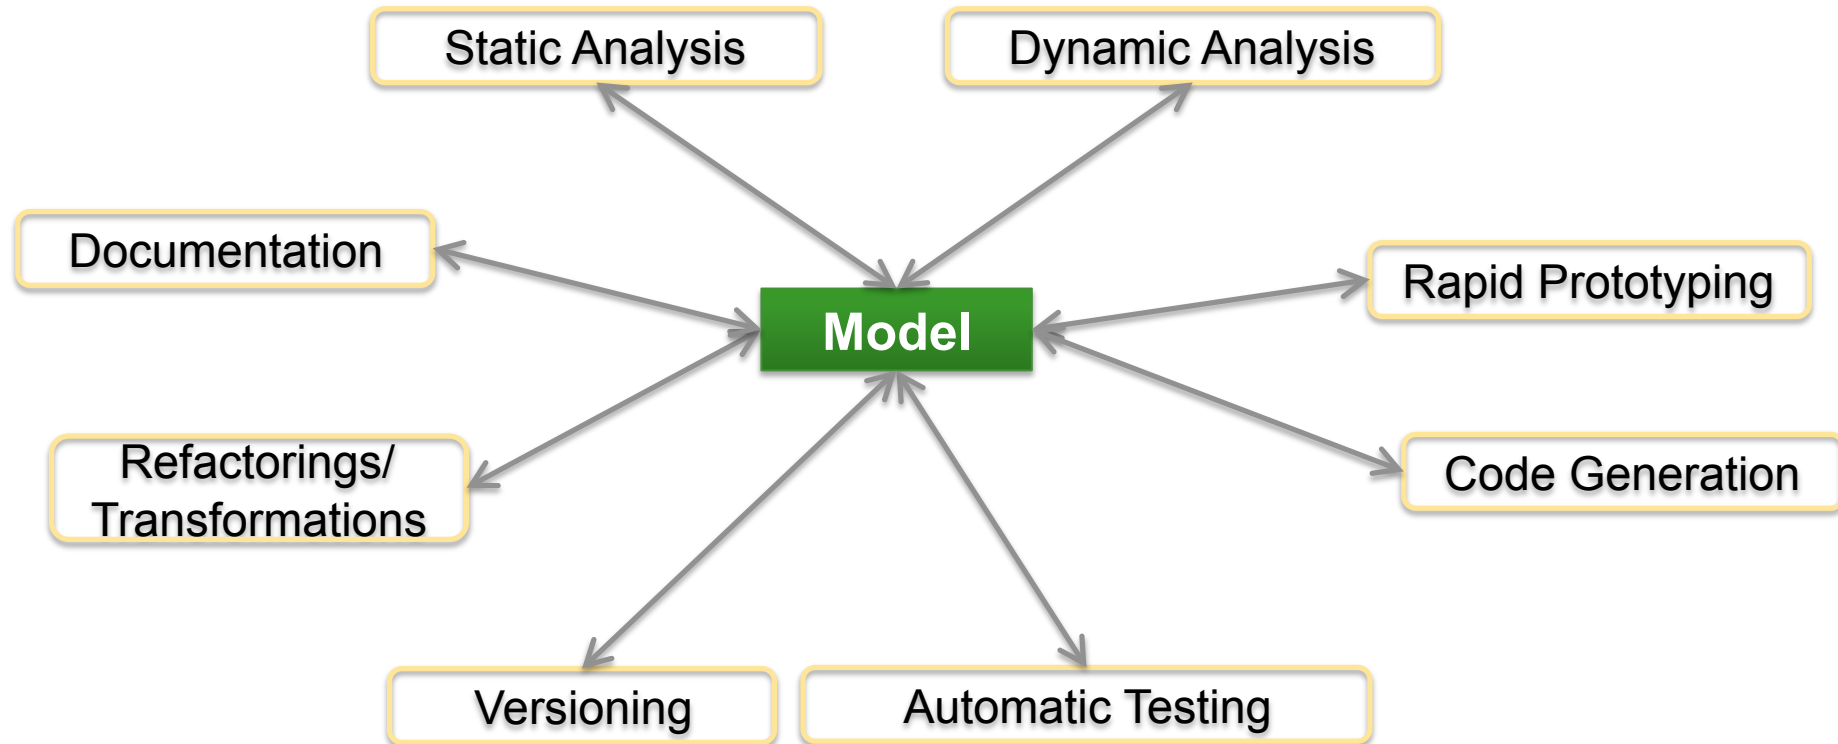 Static Analysis
Dynamic Analysis
Documentation
Rapid Prototyping
Model
Refactorings/
Transformations
Code Generation
Versioning
Automatic Testing